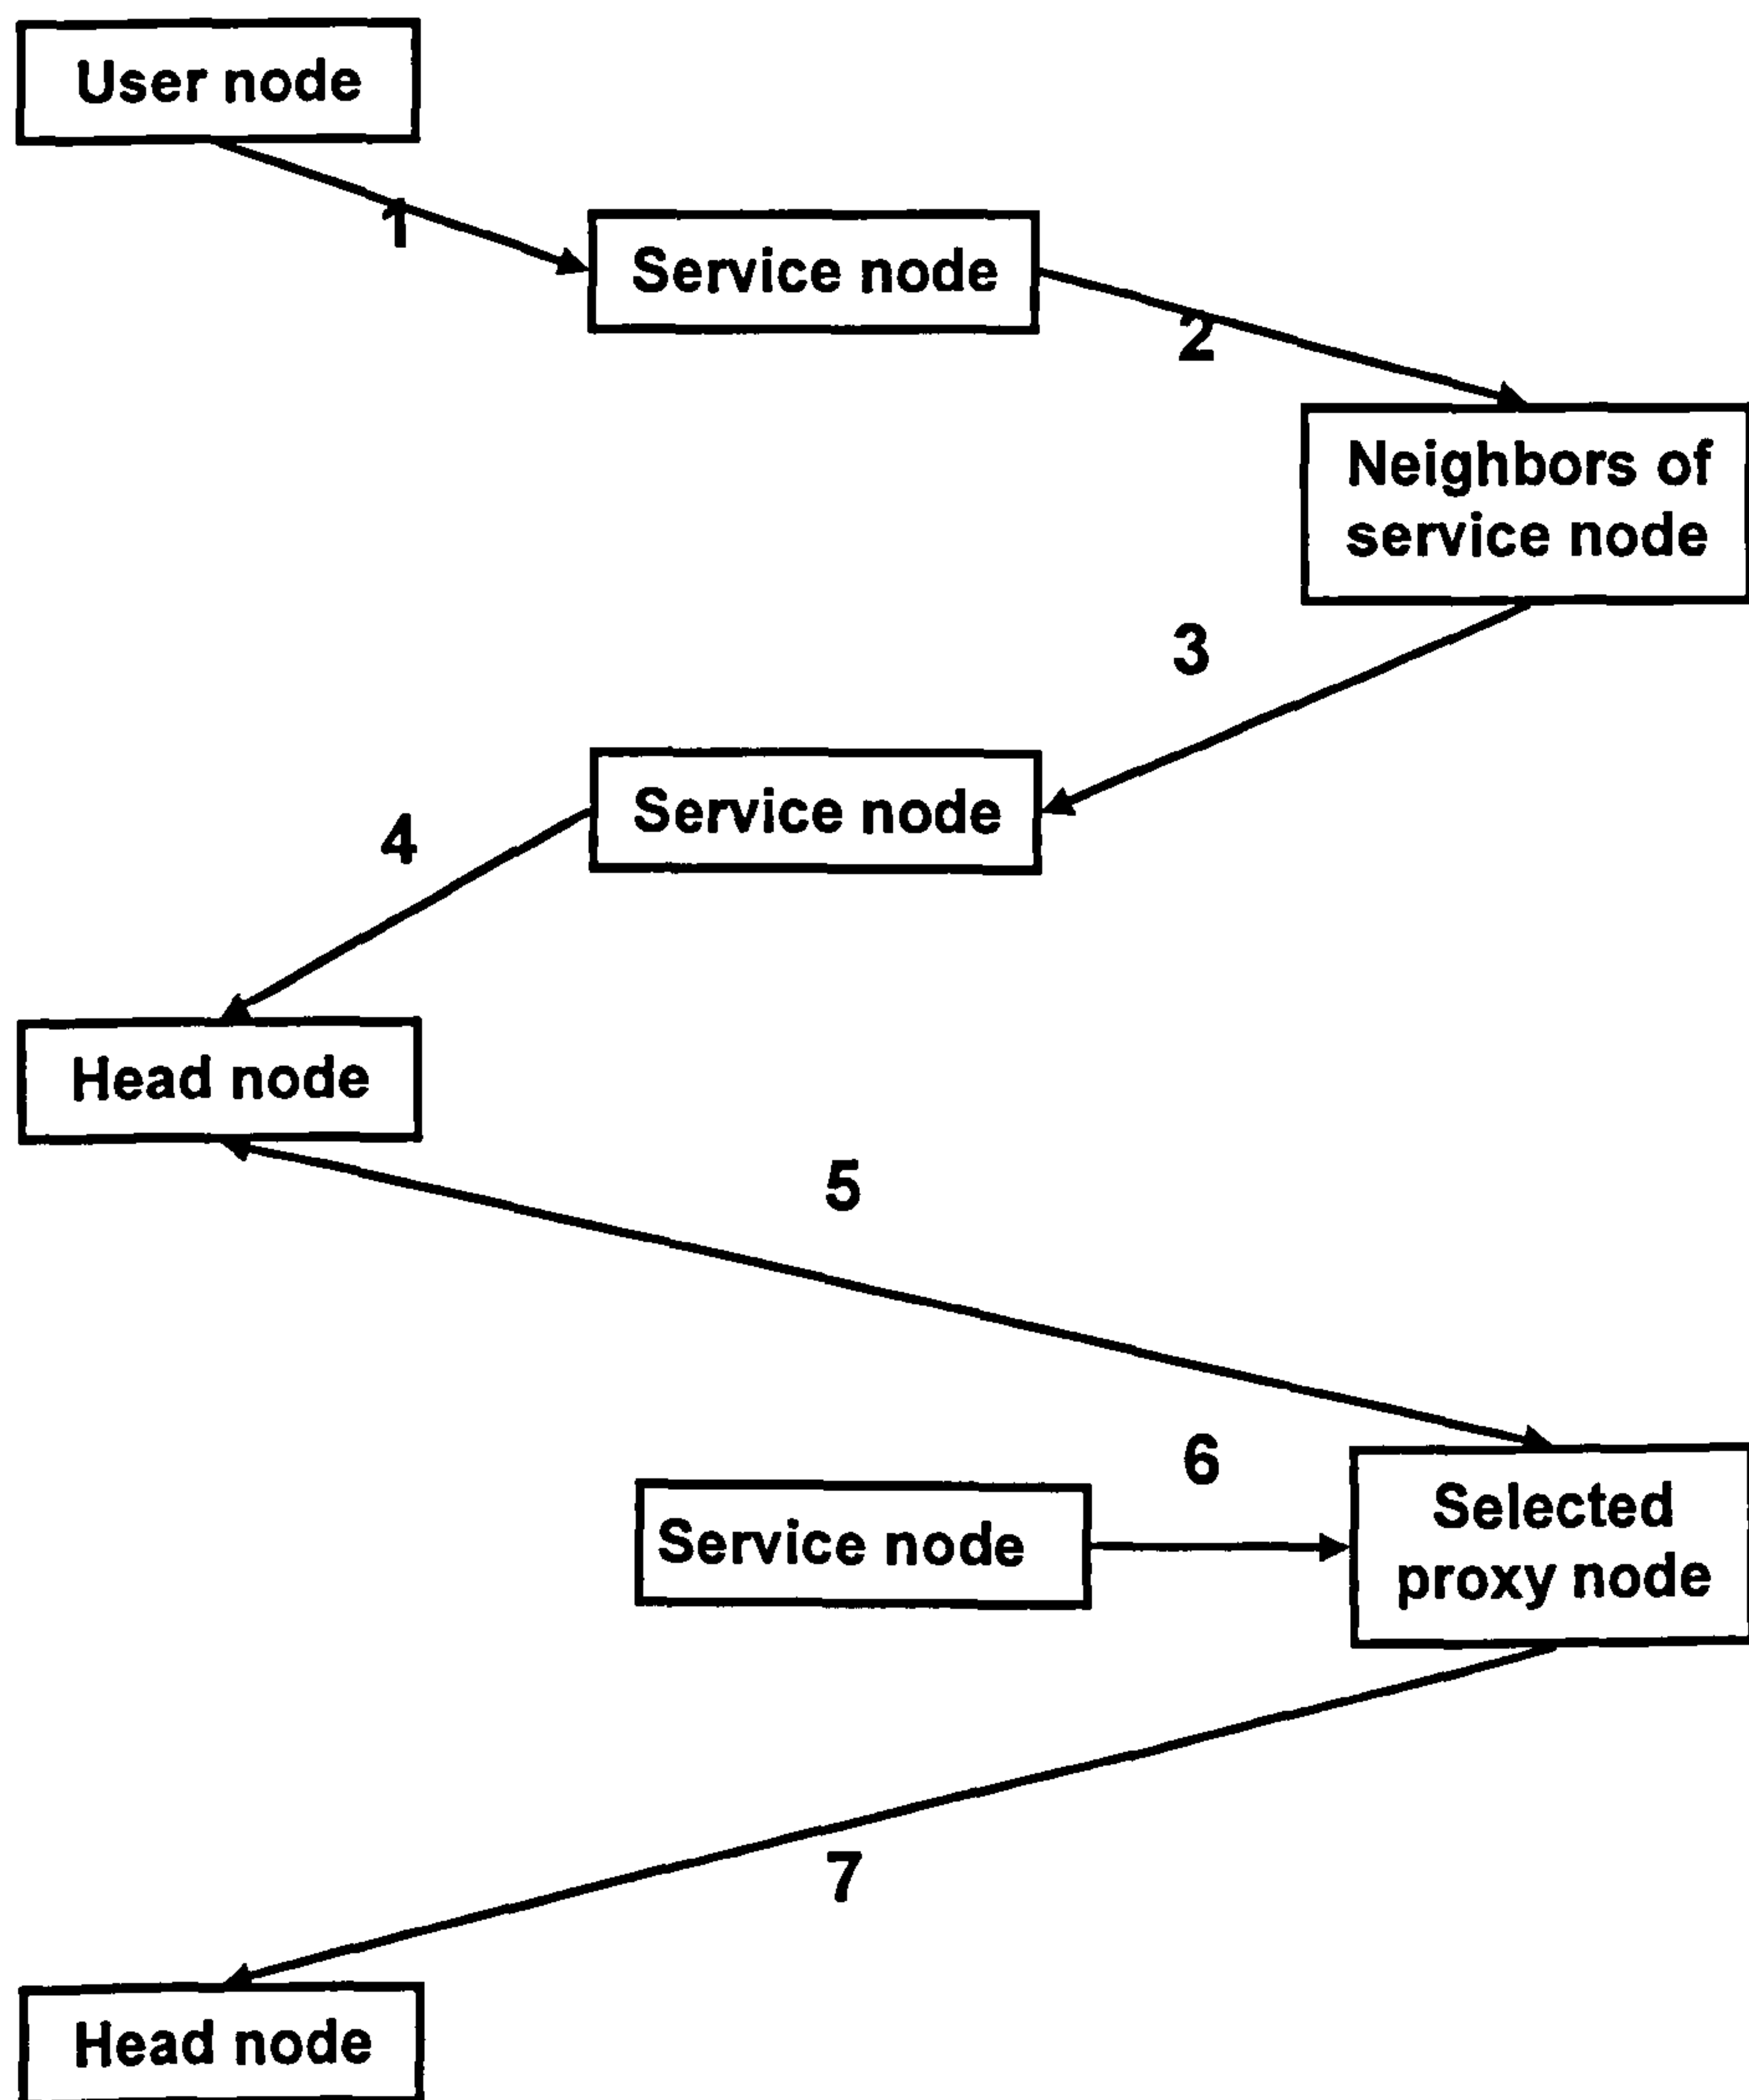 User node
1
Service node
2
Neighbors of
service node
3
Service node
4
Head node
5
6
Selected
proxy node
Service node
7
Head node